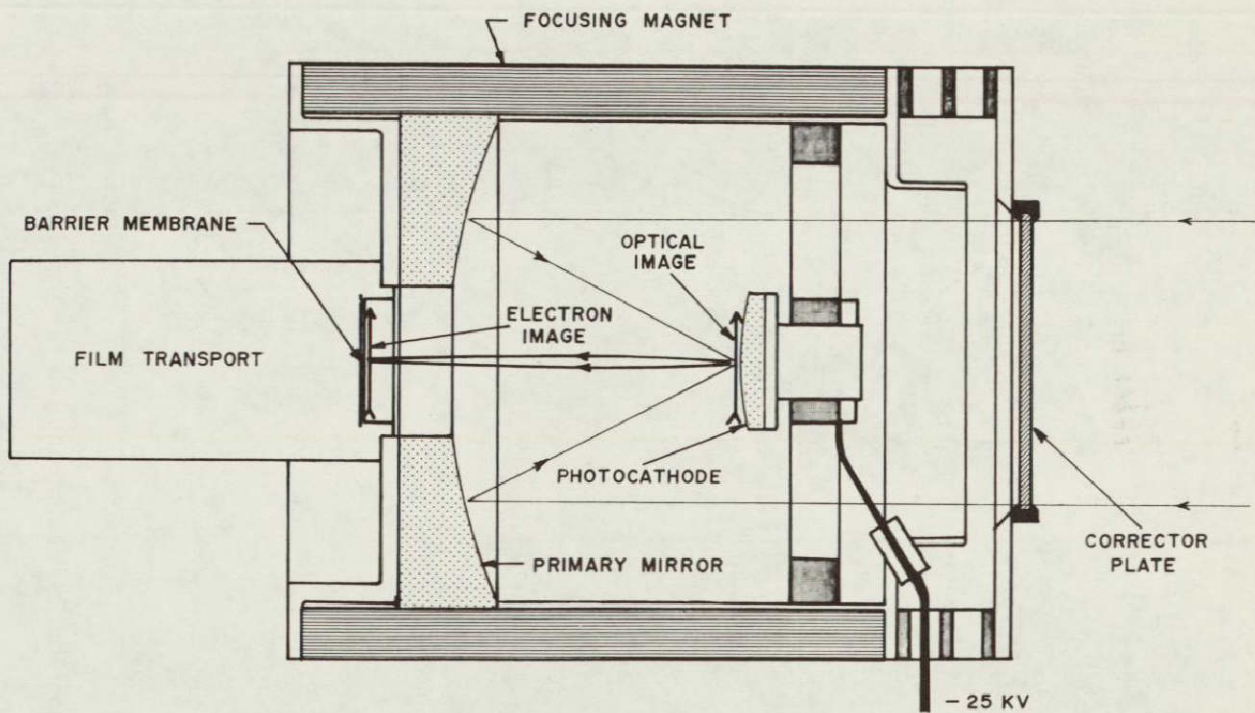 FOCUSING MAGNET
BARRIER MEMBRANE
OPTICAL
IMAGE
ELECTRON
IMAGE
FILM TRANSPORT
PHOTOCATHODE
PRIMARY MIRROR
CORRECTOR
PLATE
— 25 KV